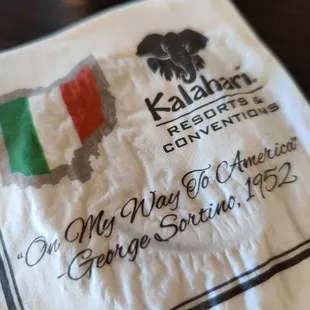 Kalahari
RESORTS &
CONVENTIONS
"On My Way To America"
-George Sortino, 1952